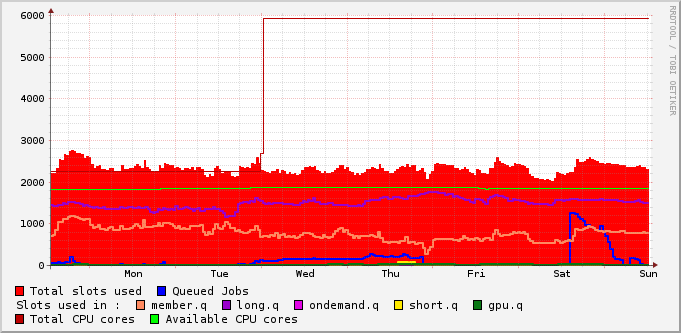 6000
5000
4000
3000
2000
1000
0
Mon Tue Wed Thu Fri Sat Sun
RRDTOOL / TOBI OETIKER
Total slots used Queued Jobs
Slots used in : member.q long.q ondemand.q short.q gpu.q
Total CPU cores Available CPU cores